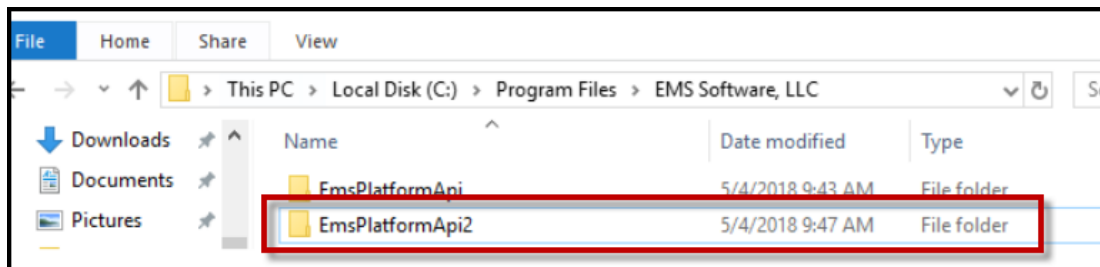 File Home Share View
This PC > Local Disk (C:) > Program Files > EMS Software, LLC
Downloads
Name Date modified Type
Documents
EmsPlatformApi 5/4/2018 9:43 AM File folder
Pictures
EmsPlatformApi2 5/4/2018 9:47 AM File folder